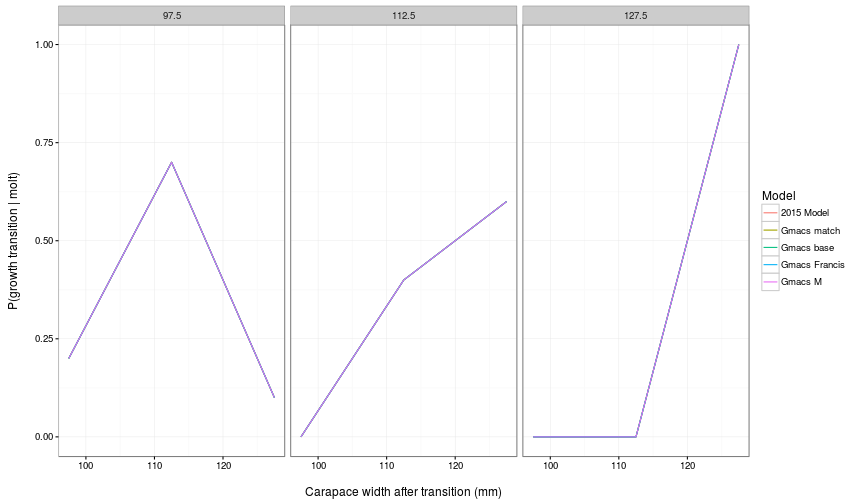 97.5 112.5 127.5
1.00
0.75
0.50
0.25
0.00
P(growth transition | molt)
100 110 120 100 110 120 100 110 120
Carapace width after transition (mm)
Model
2015 Model
Gmacs match
Gmacs base
Gmacs Francis
Gmacs M